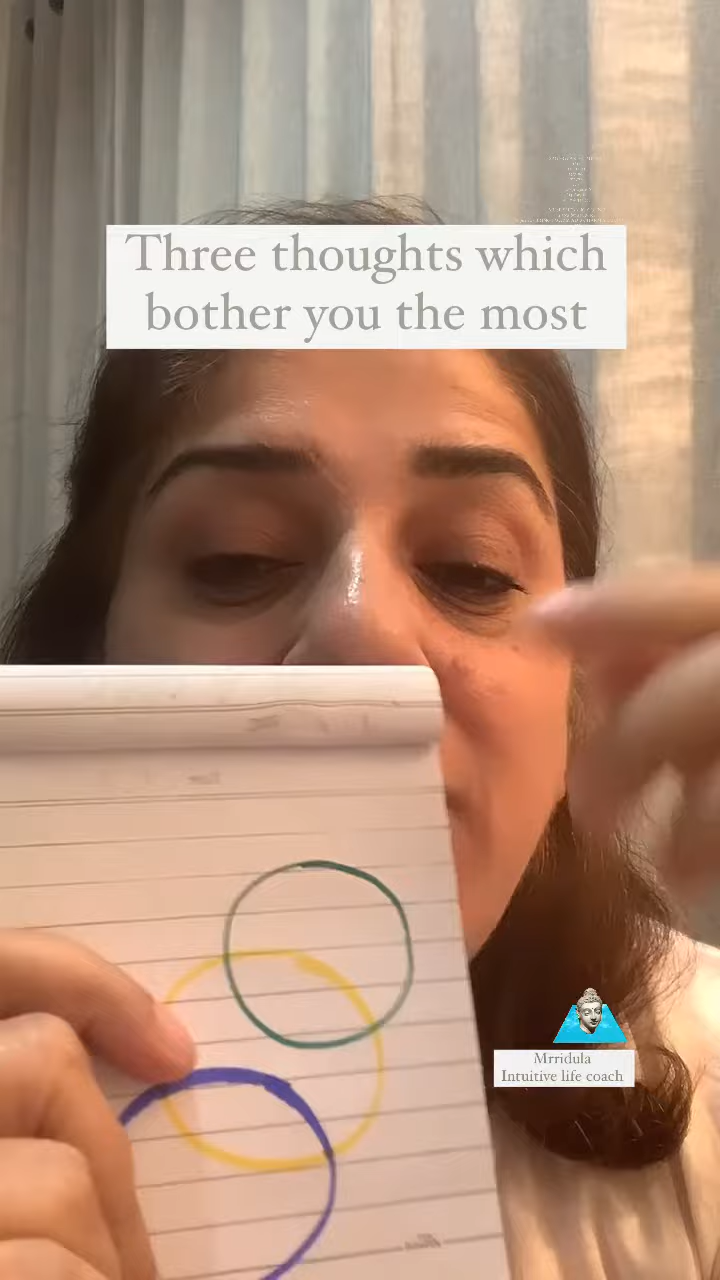 Three thoughts which
bother you the most
Mrridula
Intuitive life coach